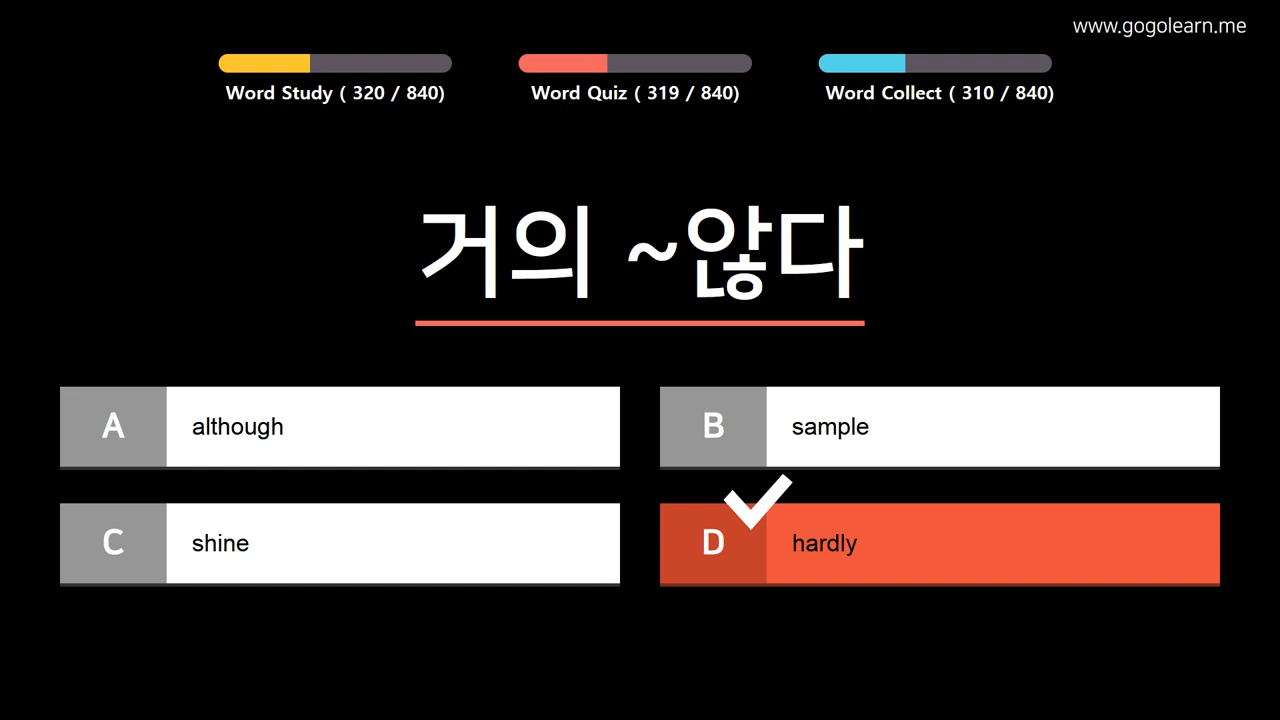 www.gogolearn.me
Word Study ( 320 / 840)
Word Quiz ( 319 / 840)
Word Collect ( 310 / 840)
거의 ~않다
A although
B sample
C shine
D hardly